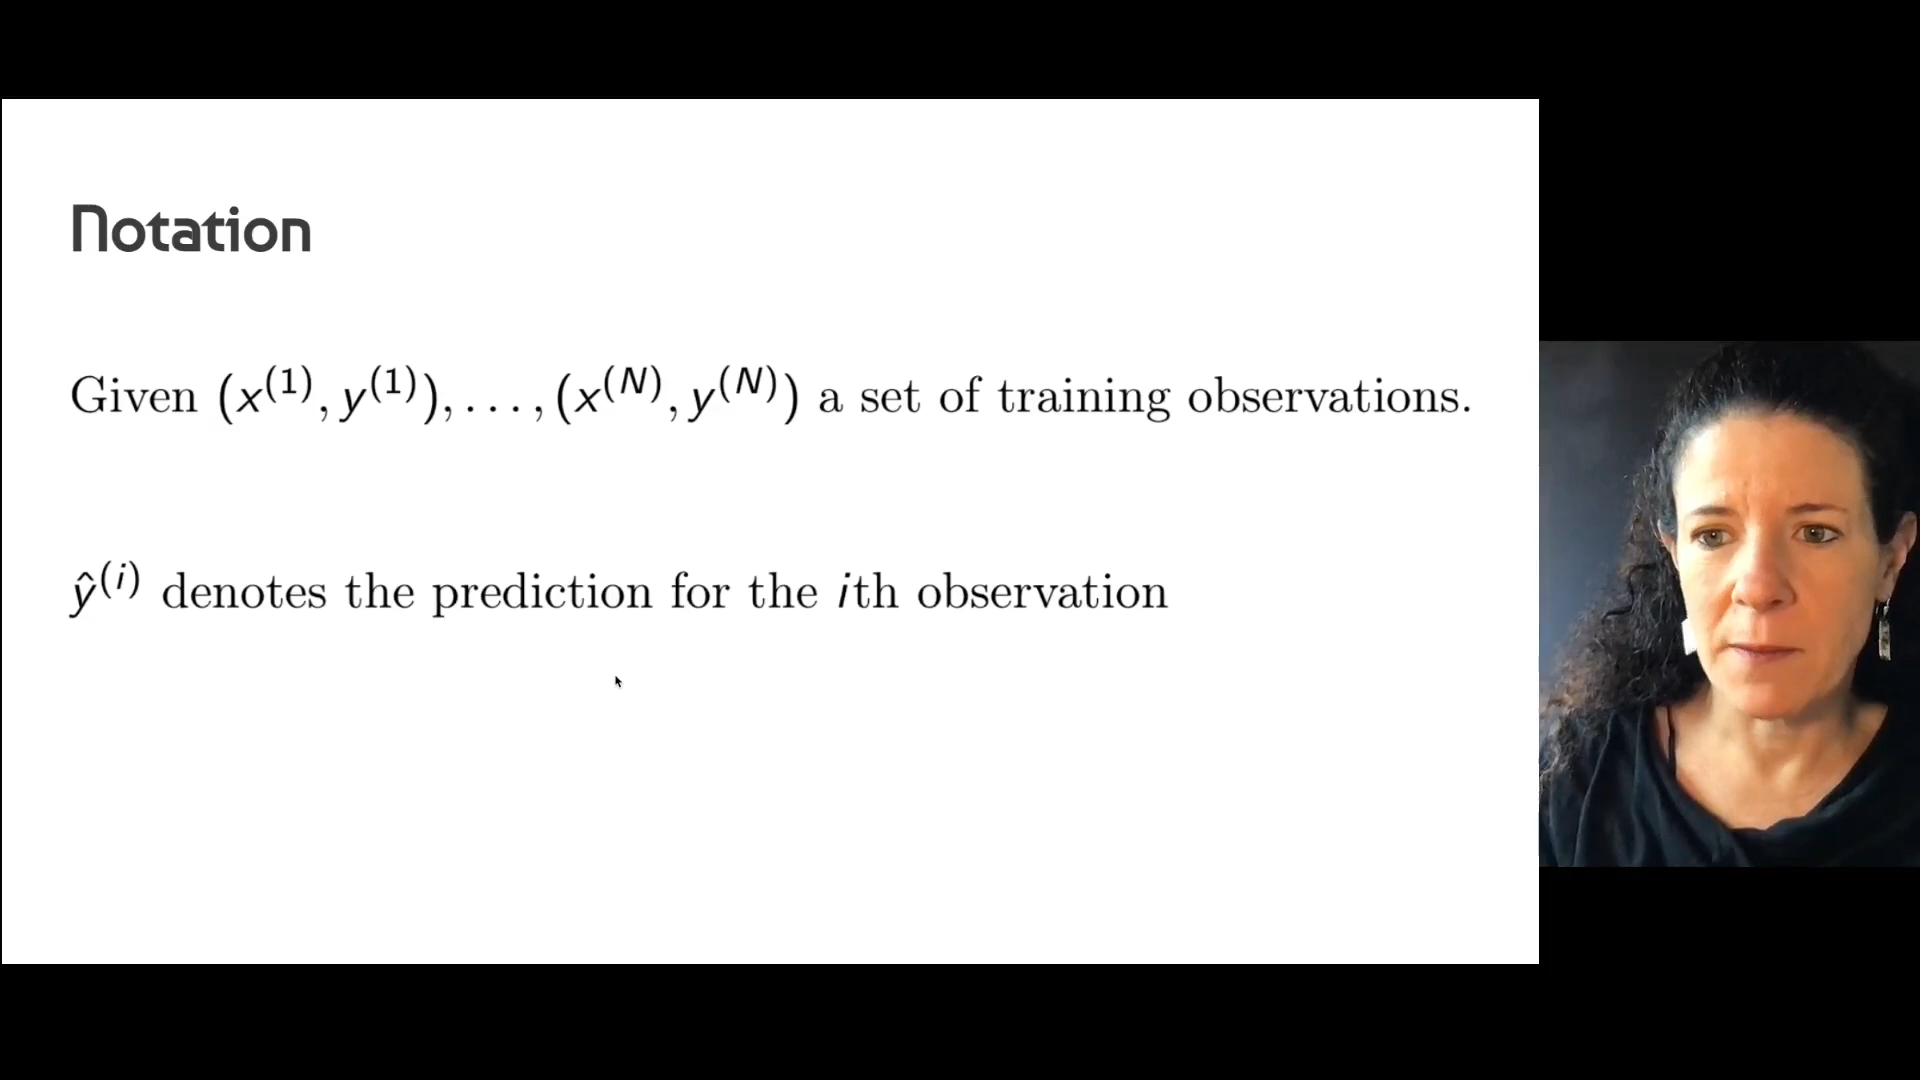 Notation
Given (x^{(1)}, y^{(1)}), . . . , (x^{(N)}, y^{(N)}) a set of training observations.
ŷ^{(i)} denotes the prediction for the ith observation